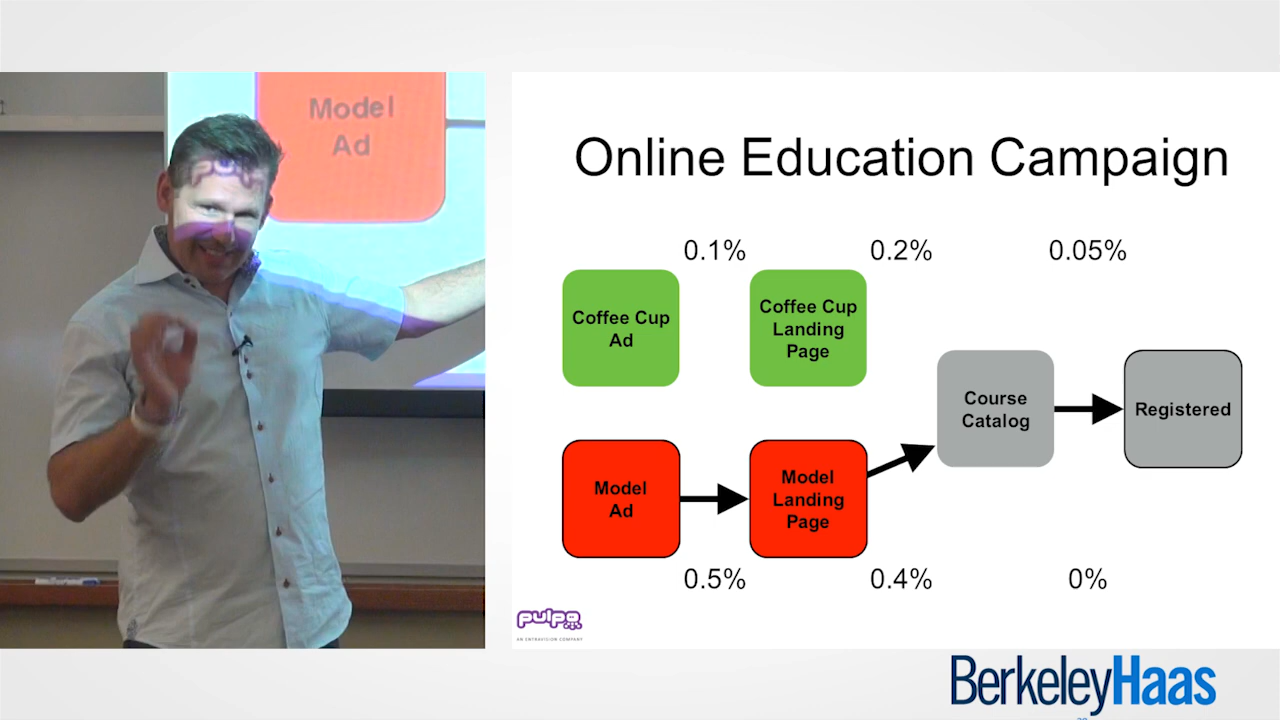 Model
Ad
Online Education Campaign
0.1%
0.2%
0.05%
Coffee Cup
Ad
Coffee Cup
Landing
Page
Course
Catalog
Registered
Model
Ad
Model
Landing
Page
0.5%
0.4%
0%
pulpo
AN ENTRAVISION COMPANY
BerkeleyHaas